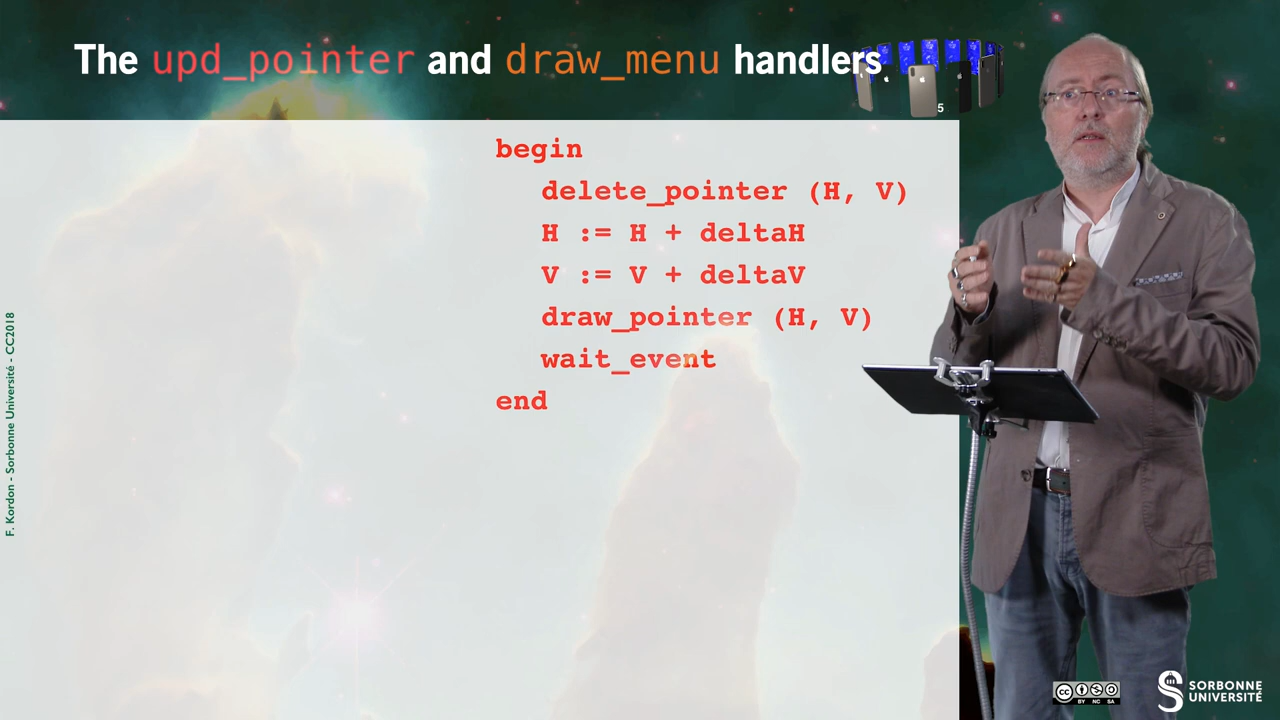 The upd_pointer and draw_menu handlers
5
begin
delete_pointer (H, V)
H := H + deltaH
V := V + deltaV
draw_pointer (H, V)
wait_event
end
F. Kordon - Sorbonne Université - CC2018
CC BY NC SA
SORBONNE
UNIVERSITÉ